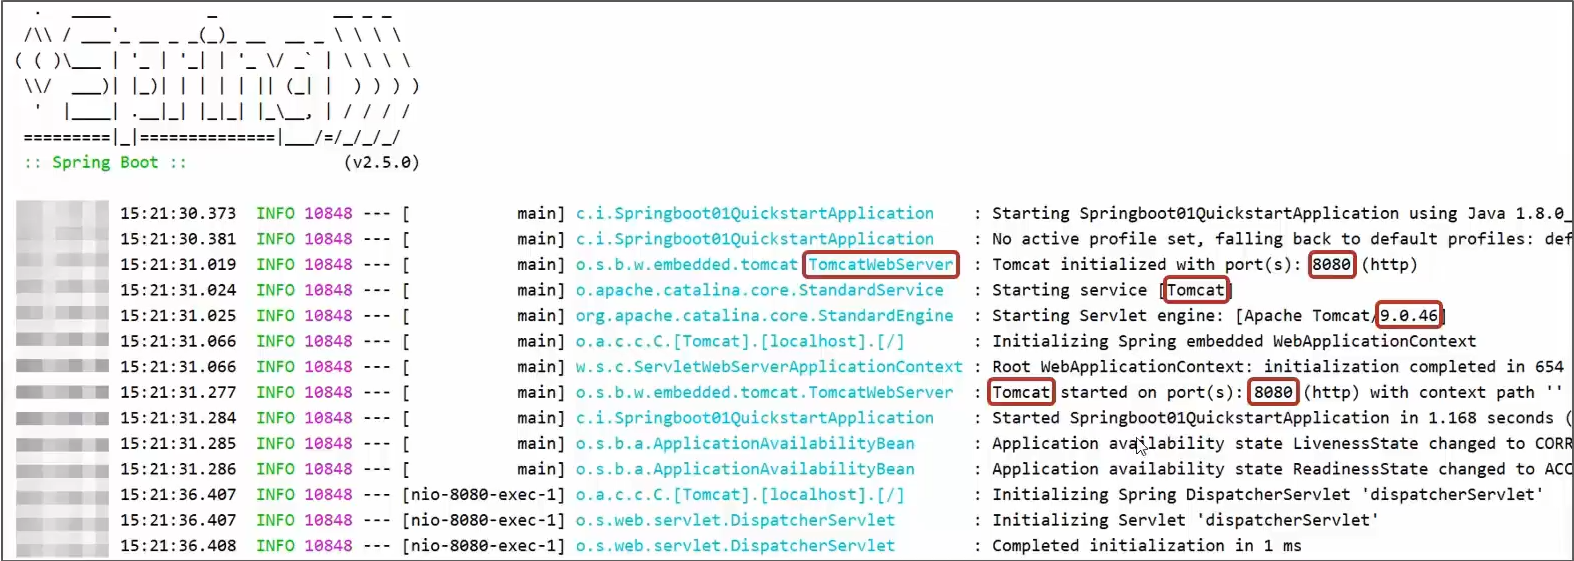 .   ____          _            __ _ _
 /\\ / ___'_ __ _ _(_)_ __  __ _ \ \ \ \
( ( )\___ | '_ | '_| | '_ \/ _` | \ \ \ \
 \\/  ___)| |_)| | | | | || (_| |  ) ) ) )
  '  |____| .__|_| |_|_| |_\__, | / / / /
 =========|_|==============|___/=/_/_/_/
:: Spring Boot ::                (v2.5.0)
15:21:30.373  INFO 10848 --- [           main] c.i.Springboot01QuickstartApplication    : Starting Springboot01QuickstartApplication using Java 1.8.0_
15:21:30.381  INFO 10848 --- [           main] c.i.Springboot01QuickstartApplication    : No active profile set, falling back to default profiles: def
15:21:31.019  INFO 10848 --- [           main] o.s.b.w.embedded.tomcat.TomcatWebServer  : Tomcat initialized with port(s): 8080 (http)
15:21:31.024  INFO 10848 --- [           main] o.apache.catalina.core.StandardService   : Starting service [Tomcat]
15:21:31.025  INFO 10848 --- [           main] org.apache.catalina.core.StandardEngine  : Starting Servlet engine: [Apache Tomcat/9.0.46]
15:21:31.066  INFO 10848 --- [           main] o.a.c.c.C.[Tomcat].[localhost].[/]       : Initializing Spring embedded WebApplicationContext
15:21:31.066  INFO 10848 --- [           main] w.s.c.ServletWebServerApplicationContext : Root WebApplicationContext: initialization completed in 654
15:21:31.277  INFO 10848 --- [           main] o.s.b.w.embedded.tomcat.TomcatWebServer  : Tomcat started on port(s): 8080 (http) with context path ''
15:21:31.284  INFO 10848 --- [           main] c.i.Springboot01QuickstartApplication    : Started Springboot01QuickstartApplication in 1.168 seconds (
15:21:31.285  INFO 10848 --- [           main] o.s.b.a.ApplicationAvailabilityBean      : Application availability state LivenessState changed to CORR
15:21:31.286  INFO 10848 --- [           main] o.s.b.a.ApplicationAvailabilityBean      : Application availability state ReadinessState changed to ACC
15:21:36.407  INFO 10848 --- [nio-8080-exec-1] o.a.c.c.C.[Tomcat].[localhost].[/]       : Initializing Spring DispatcherServlet 'dispatcherServlet'
15:21:36.407  INFO 10848 --- [nio-8080-exec-1] o.s.web.servlet.DispatcherServlet        : Initializing Servlet 'dispatcherServlet'
15:21:36.408  INFO 10848 --- [nio-8080-exec-1] o.s.web.servlet.DispatcherServlet        : Completed initialization in 1 ms